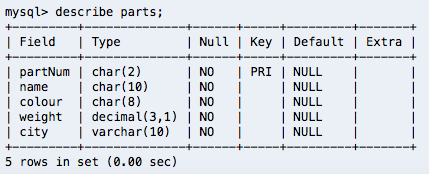 mysql> describe parts;
+---------+--------------+------+-----+---------+-------+
| Field   | Type         | Null | Key | Default | Extra |
+---------+--------------+------+-----+---------+-------+
| partNum | char(2)      | NO   | PRI | NULL    |       |
| name    | char(10)     | NO   |     | NULL    |       |
| colour  | char(8)      | NO   |     | NULL    |       |
| weight  | decimal(3,1) | NO   |     | NULL    |       |
| city    | varchar(10)  | NO   |     | NULL    |       |
+---------+--------------+------+-----+---------+-------+
5 rows in set (0.00 sec)